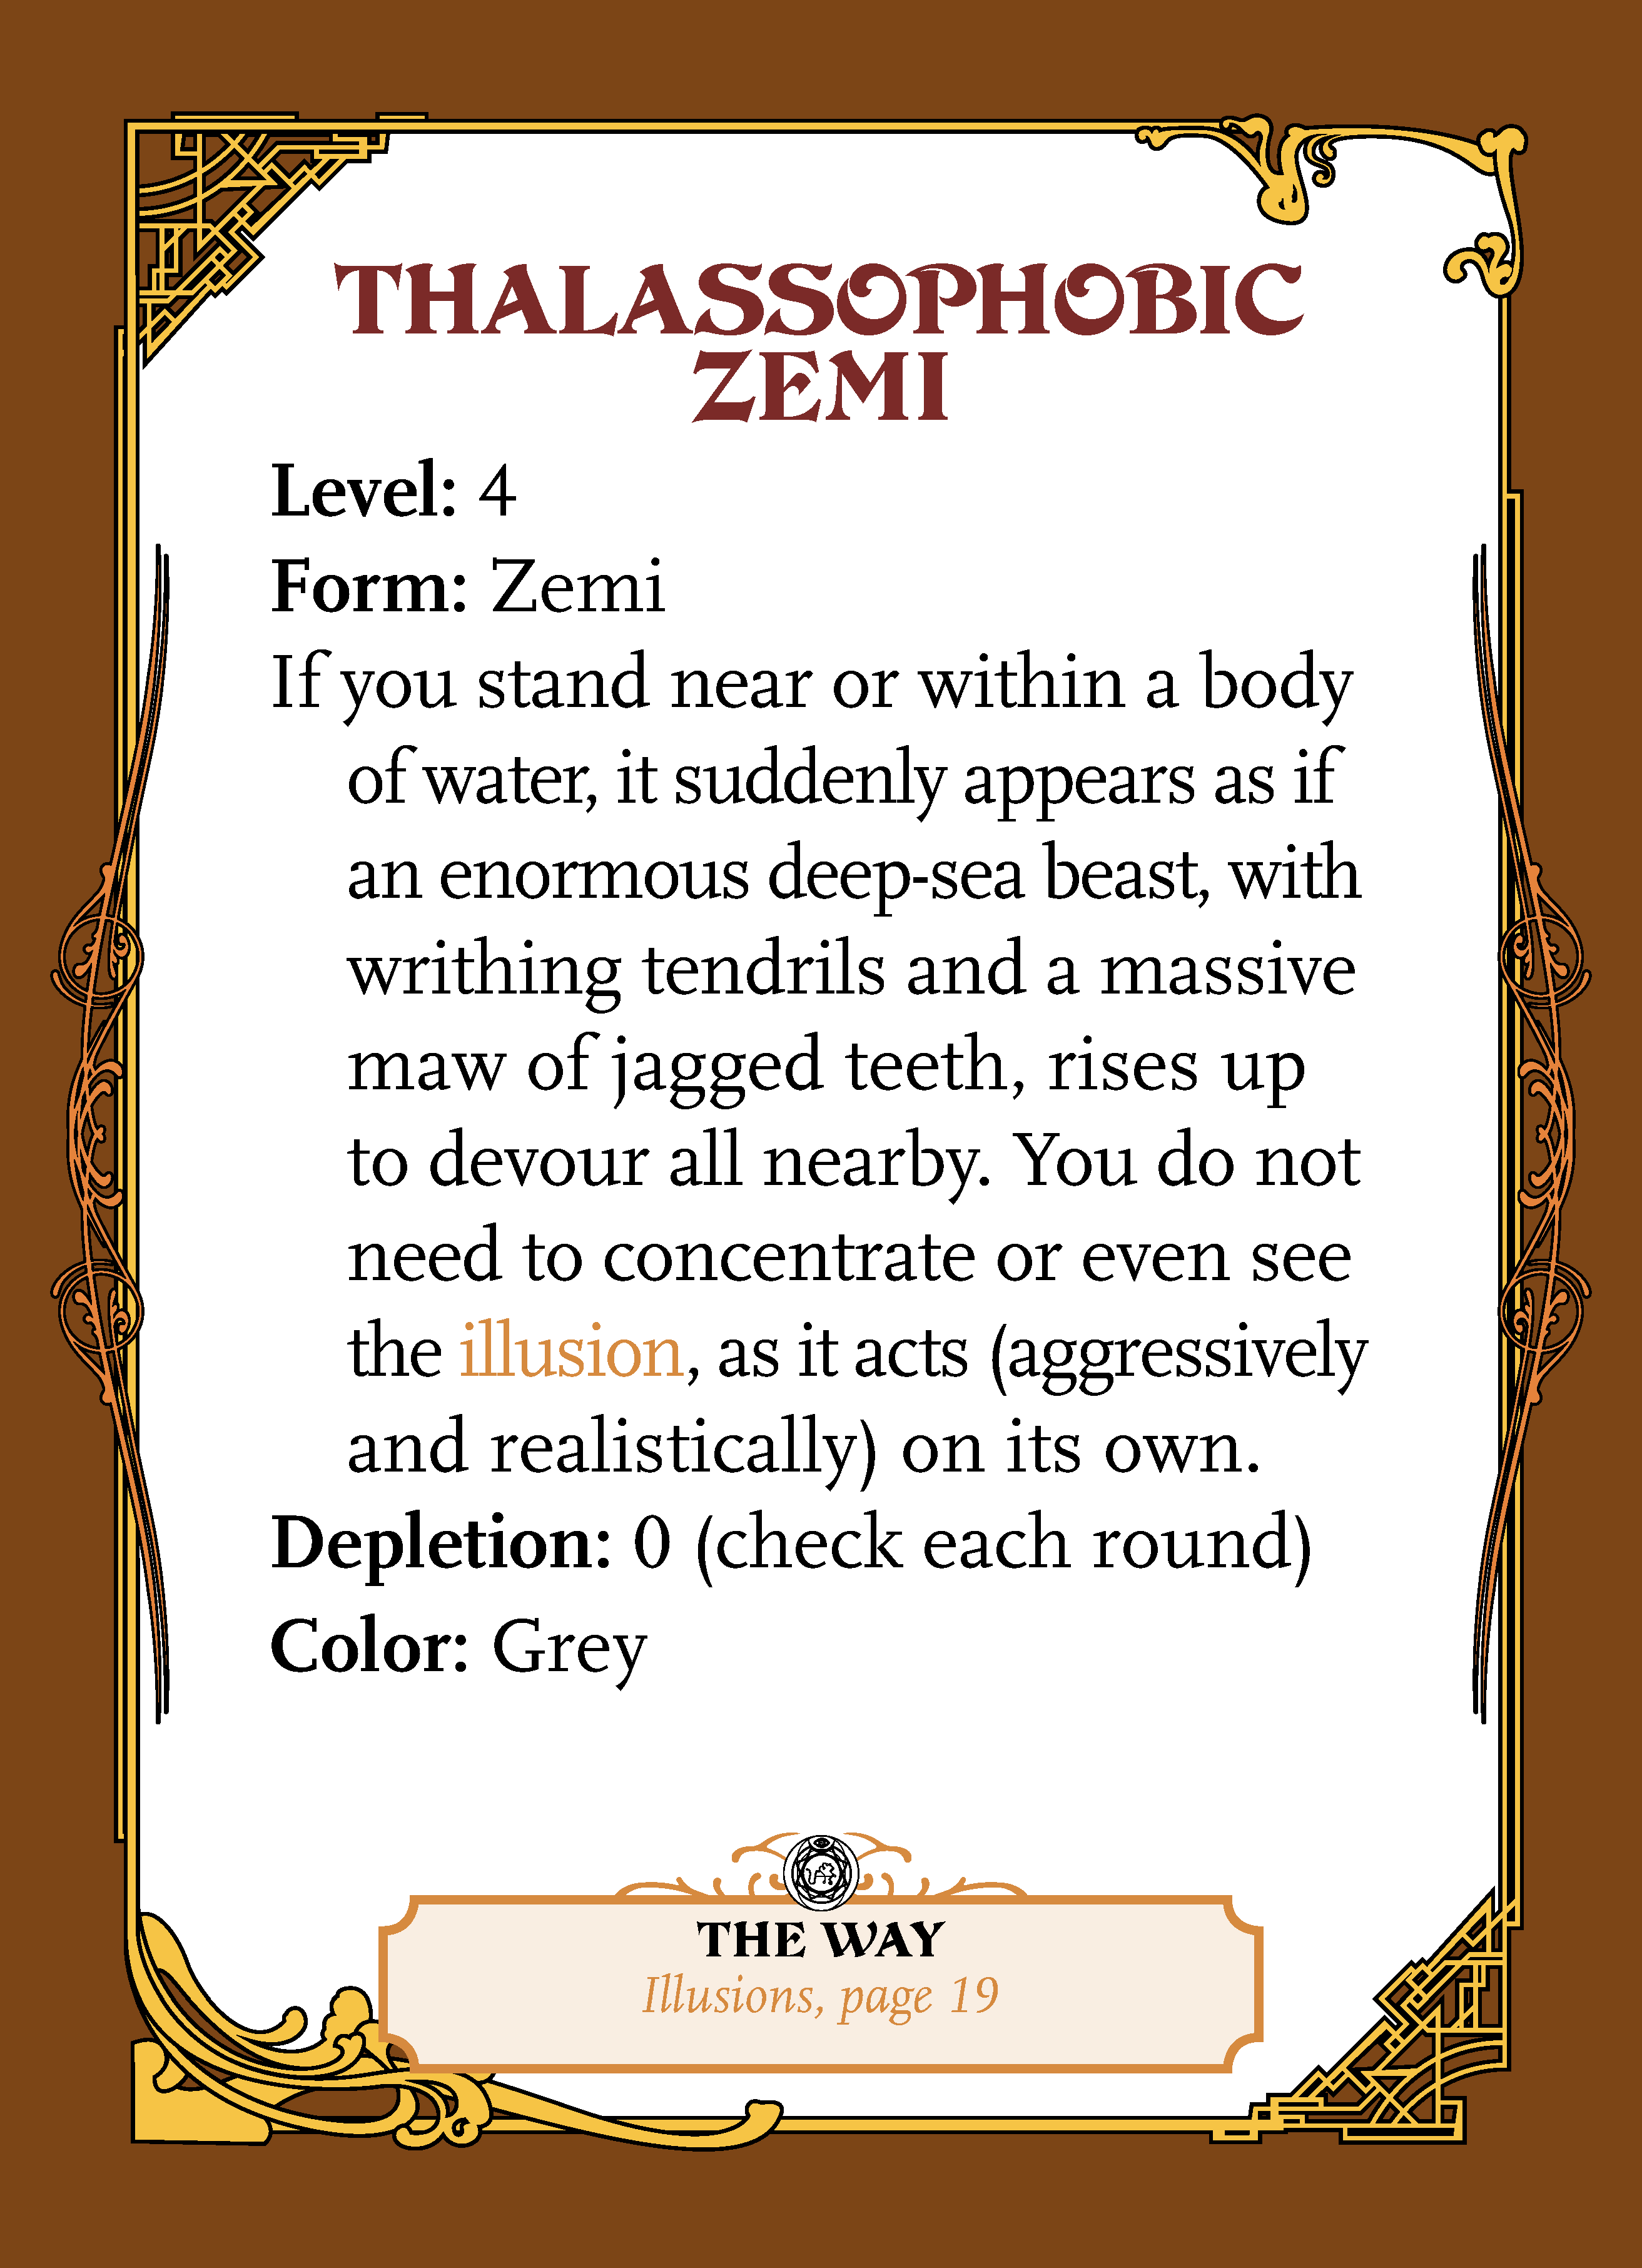 THALASSOPHOBIC
ZEMI
Level: 4
Form: Zemi
If you stand near or within a body
of water, it suddenly appears as if
an enormous deep-sea beast, with
writhing tendrils and a massive
maw of jagged teeth, rises up
to devour all nearby. You do not
need to concentrate or even see
the illusion, as it acts (aggressively
and realistically) on its own.
Depletion: 0 (check each round)
Color: Grey
THE WAY
Illusions, page 19